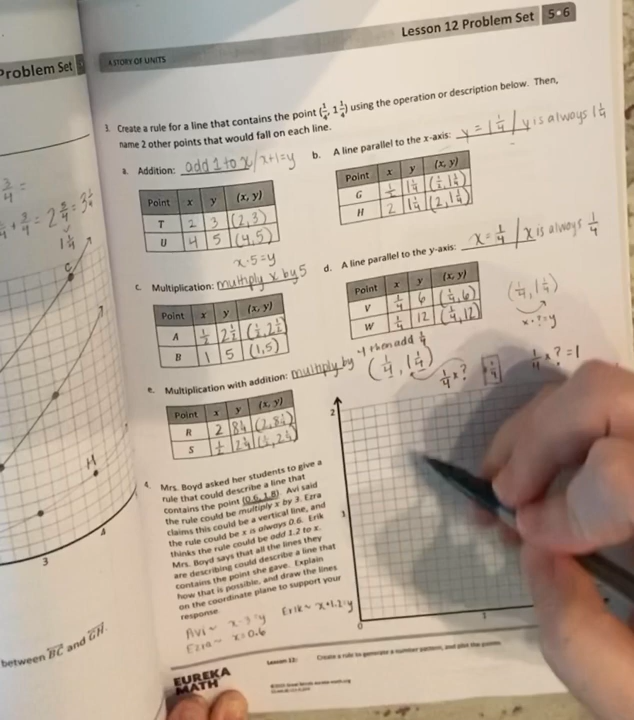 Problem Set
A STORY OF UNITS
Lesson 12 Problem Set 5•6
3. Create a rule for a line that contains the point (1/4, 1 1/4) using the operation or description below. Then,
name 2 other points that would fall on each line.
a. Addition: add 1 to x / x+1=y
Point x y (x, y)
T 2 3 (2,3)
U 4 5 (4,5)
b. A line parallel to the x-axis: y = 1 1/4 / y is always 1 1/4
Point x y (x, y)
G 1/2 1 1/4 (1/2, 1 1/4)
H 2 1 1/4 (2, 1 1/4)
x·5=y
c. Multiplication: multiply x by 5
Point x y (x, y)
A 1/2 2 1/2 (1/2, 2 1/2)
B 1 5 (1,5)
d. A line parallel to the y-axis: x = 1/4 / x is always 1/4
Point x y (x, y)
V 1/4 6 (1/4, 6)
W 1/4 12 (1/4, 12)
(1/4, 1 1/4)
x·?=y
e. Multiplication with addition: multiply by 4 then add 1/4
Point x y (x, y)
R 2 8 1/4 (2, 8 1/4)
S 1/2 2 1/4 (1/2, 2 1/4)
(1/4, 1 1/4)
1/4 x ?
1/4 x ? = 1
4. Mrs. Boyd asked her students to give a
rule that could describe a line that
contains the point (0.6, 1.8). Avi said
the rule could be multiply x by 3. Ezra
claims this could be a vertical line, and
the rule could be x is always 0.6. Erik
thinks the rule could be add 1.2 to x.
Mrs. Boyd says that all the lines they
are describing could describe a line that
contains the point she gave. Explain
how that is possible, and draw the lines
on the coordinate plane to support your
response.
Avi~ x·3=y
Ezra~ x=0.6
Erik~ x+1.2=y
2
1
0
1
3/4 =
+ 8/4 = 2 8/4 = 3 1/4
1 1/4
C
H
3
4
between BC and GH.
EUREKA
MATH
Lesson 12: Create a rule to generate a number pattern, and plot the points.